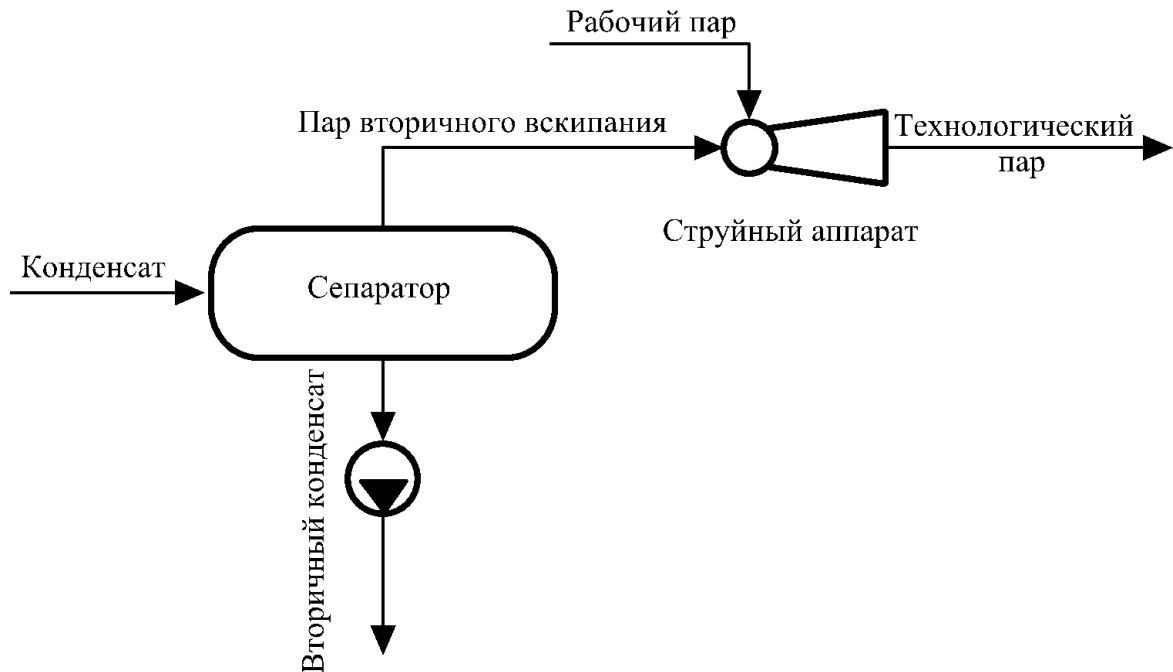 Рабочий пар
Пар вторичного вскипания
Технологический
пар
Струйный аппарат
Конденсат
Сепаратор
Вторичный конденсат